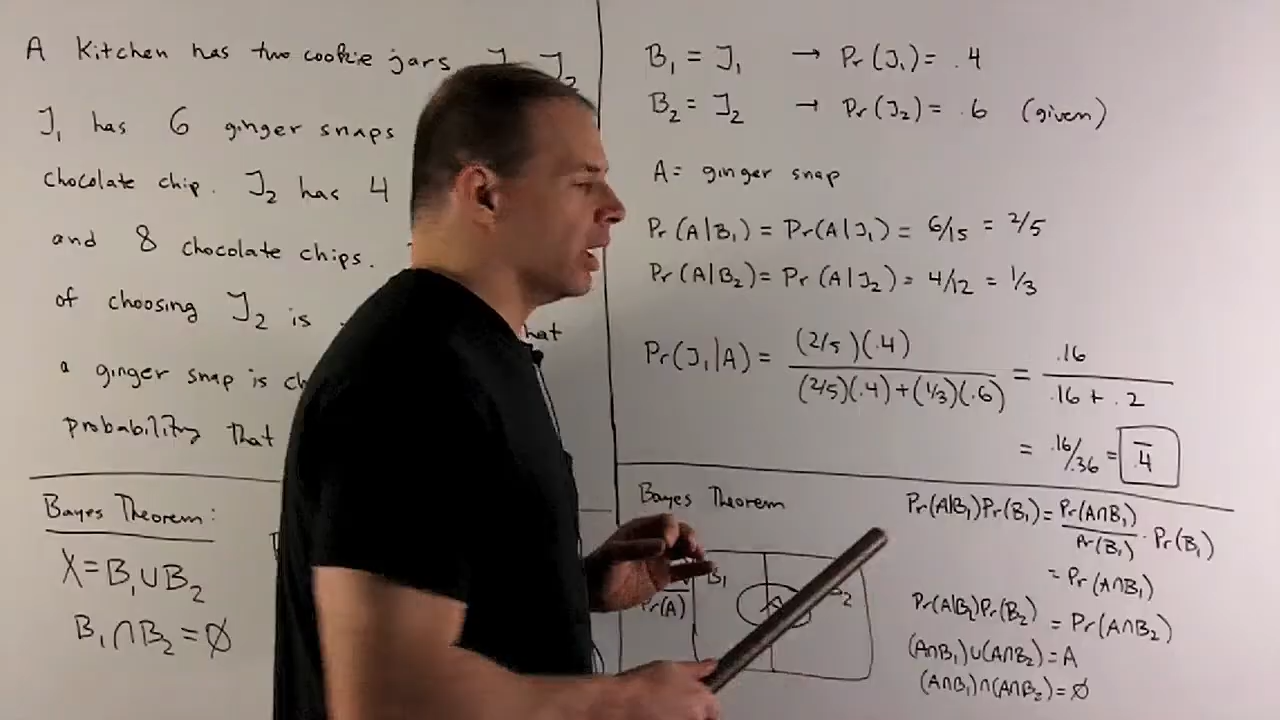 A Kitchen has two cookie jars J₂
J₁ has 6 ginger snaps
chocolate chip. J₂ has 4
and 8 chocolate chips.
of choosing J₂ is
a ginger snap is
probability that
Bayes Theorem:
X = B₁ ∪ B₂
B₁ ∩ B₂ = ∅
B₁ = J₁ → Pr(J₁) = .4
B₂ = J₂ → Pr(J₂) = .6 (given)
A = ginger snap
Pr(A|B₁) = Pr(A|J₁) = 6/15 = 2/5
Pr(A|B₂) = Pr(A|J₂) = 4/12 = 1/3
Pr(J₁|A) = (2/5)(.4) / (2/5)(.4)+(1/3)(.6) = .16 / .16 + .2
= .16/.36 = .4̅
Bayes Theorem
Pr(A)
B₁
A
Pr(A|B₁)Pr(B₁) = Pr(A∩B₁)/Pr(B₁) · Pr(B₁)
= Pr(A∩B₁)
Pr(A|B₂)Pr(B₂) = Pr(A∩B₂)
(A∩B₁)∪(A∩B₂) = A
(A∩B₁)∩(A∩B₂) = ∅